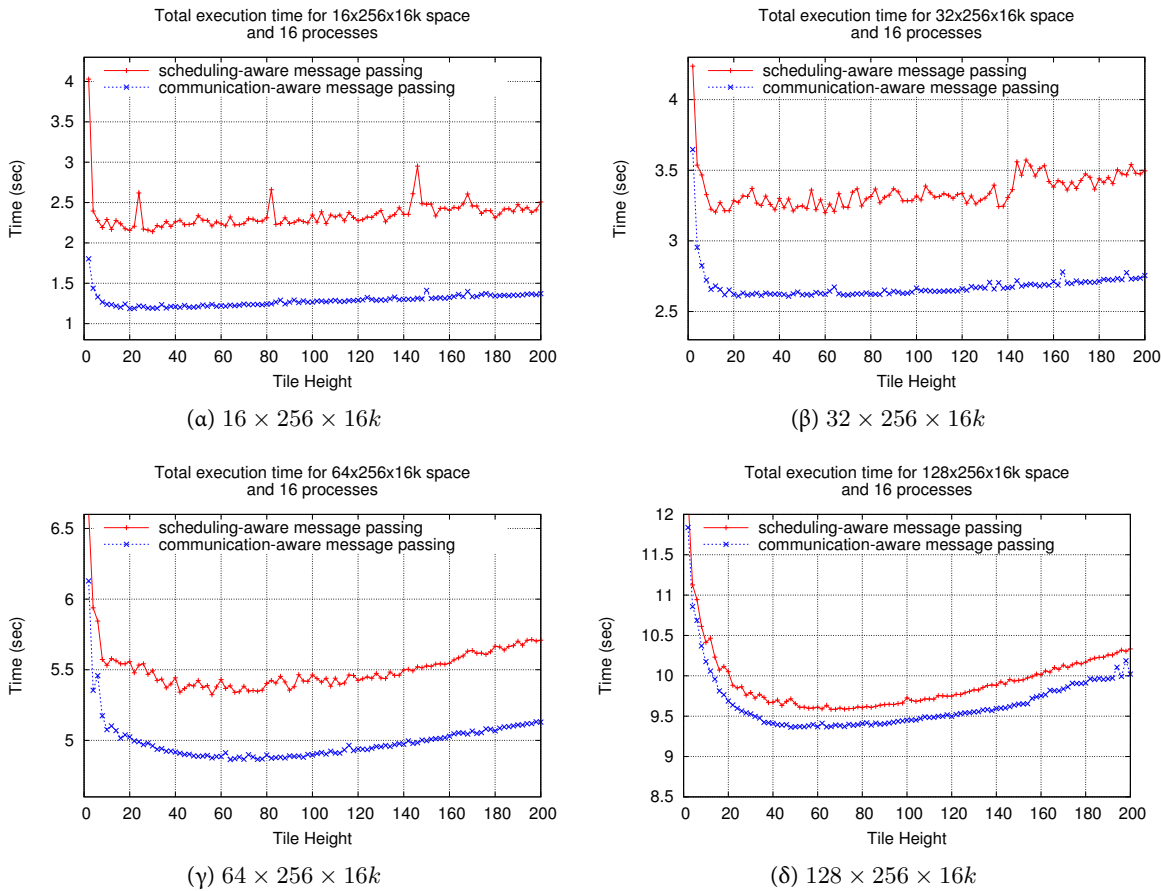 Total execution time for 16x256x16k space
and 16 processes
scheduling-aware message passing
communication-aware message passing
Time (sec)
4
3.5
3
2.5
2
1.5
1
0 20 40 60 80 100 120 140 160 180 200
Tile Height
(α) 16 × 256 × 16k
Total execution time for 32x256x16k space
and 16 processes
scheduling-aware message passing
communication-aware message passing
Time (sec)
4
3.5
3
2.5
0 20 40 60 80 100 120 140 160 180 200
Tile Height
(β) 32 × 256 × 16k
Total execution time for 64x256x16k space
and 16 processes
scheduling-aware message passing
communication-aware message passing
Time (sec)
6.5
6
5.5
5
0 20 40 60 80 100 120 140 160 180 200
Tile Height
(γ) 64 × 256 × 16k
Total execution time for 128x256x16k space
and 16 processes
scheduling-aware message passing
communication-aware message passing
Time (sec)
12
11.5
11
10.5
10
9.5
9
8.5
0 20 40 60 80 100 120 140 160 180 200
Tile Height
(δ) 128 × 256 × 16k